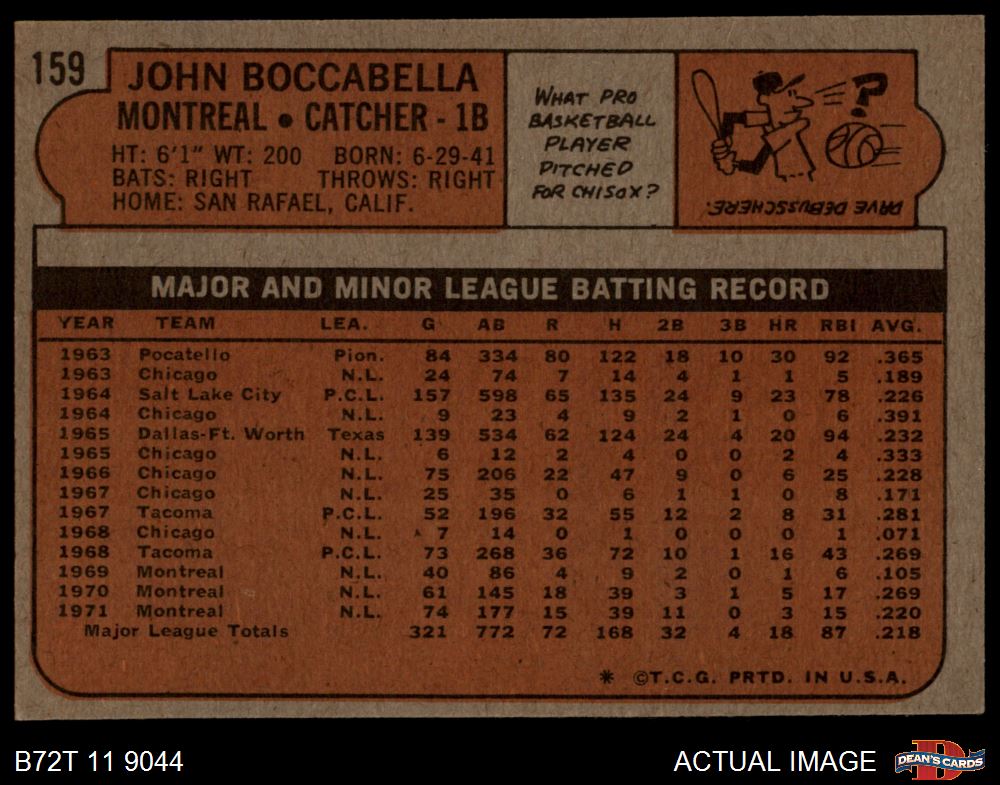 159
JOHN BOCCABELLA
MONTREAL • CATCHER - 1B
HT: 6'1" WT: 200 BORN: 6-29-41
BATS: RIGHT THROWS: RIGHT
HOME: SAN RAFAEL, CALIF.
WHAT PRO
BASKETBALL
PLAYER
PITCHED
FOR CHISOX?
?
DAVE DEBUSSCHERE.
MAJOR AND MINOR LEAGUE BATTING RECORD
YEAR TEAM LEA. G AB R H 2B 3B HR RBI AVG.
1963 Pocatello Pion. 84 334 80 122 18 10 30 92 .365
1963 Chicago N.L. 24 74 7 14 4 1 1 5 .189
1964 Salt Lake City P.C.L. 157 598 65 135 24 9 23 78 .226
1964 Chicago N.L. 9 23 4 9 2 1 0 6 .391
1965 Dallas-Ft. Worth Texas 139 534 62 124 24 4 20 94 .232
1965 Chicago N.L. 6 12 2 4 0 0 2 4 .333
1966 Chicago N.L. 75 206 22 47 9 0 6 25 .228
1967 Chicago N.L. 25 35 0 6 1 1 0 8 .171
1967 Tacoma P.C.L. 52 196 32 55 12 2 8 31 .281
1968 Chicago N.L. 7 14 0 1 0 0 0 1 .071
1968 Tacoma P.C.L. 73 268 36 72 10 1 16 43 .269
1969 Montreal N.L. 40 86 4 9 2 0 1 6 .105
1970 Montreal N.L. 61 145 18 39 3 1 5 17 .269
1971 Montreal N.L. 74 177 15 39 11 0 3 15 .220
Major League Totals 321 772 72 168 32 4 18 87 .218
* ©T.C.G. PRTD. IN U.S.A.
B72T 11 9044
ACTUAL IMAGE
DEAN'S CARDS